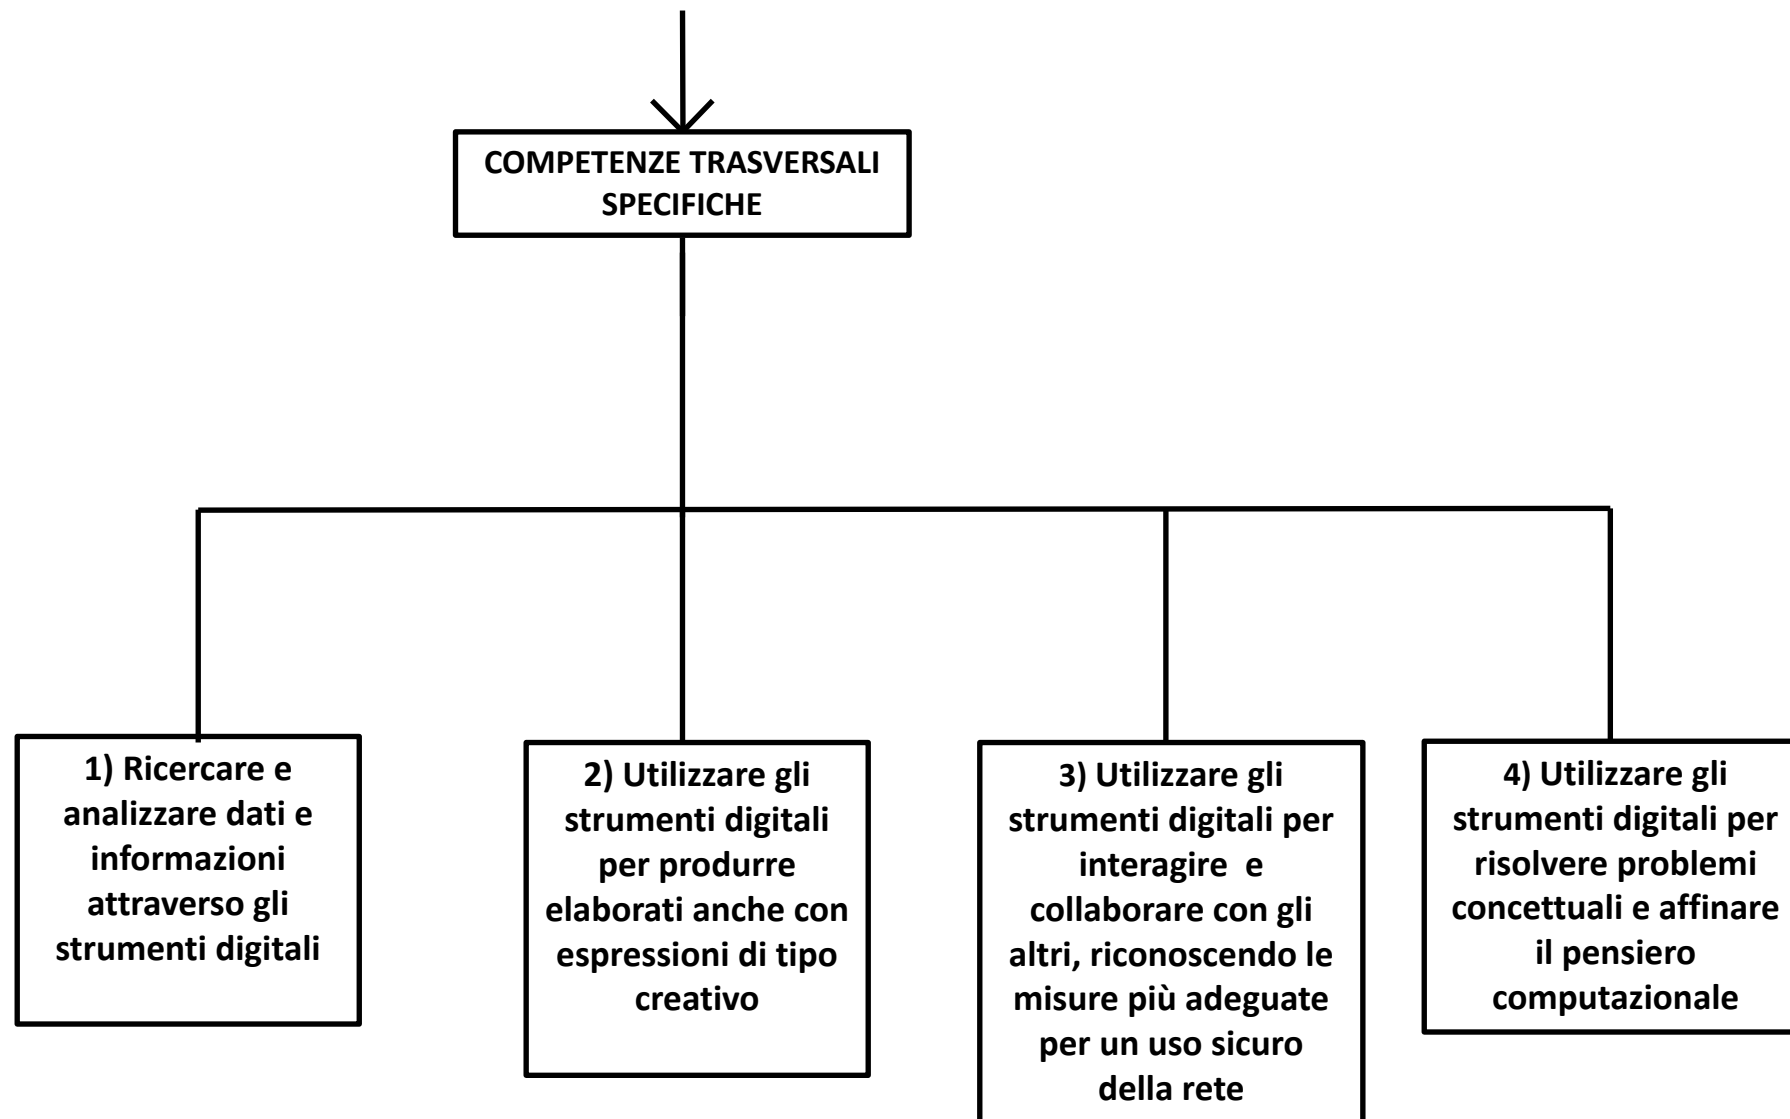 COMPETENZE TRASVERSALI
SPECIFICHE
1) Ricercare e
analizzare dati e
informazioni
attraverso gli
strumenti digitali
2) Utilizzare gli
strumenti digitali
per produrre
elaborati anche con
espressioni di tipo
creativo
3) Utilizzare gli
strumenti digitali per
interagire  e
collaborare con gli
altri, riconoscendo le
misure più adeguate
per un uso sicuro
della rete
4) Utilizzare gli
strumenti digitali per
risolvere problemi
concettuali e affinare
il pensiero
computazionale